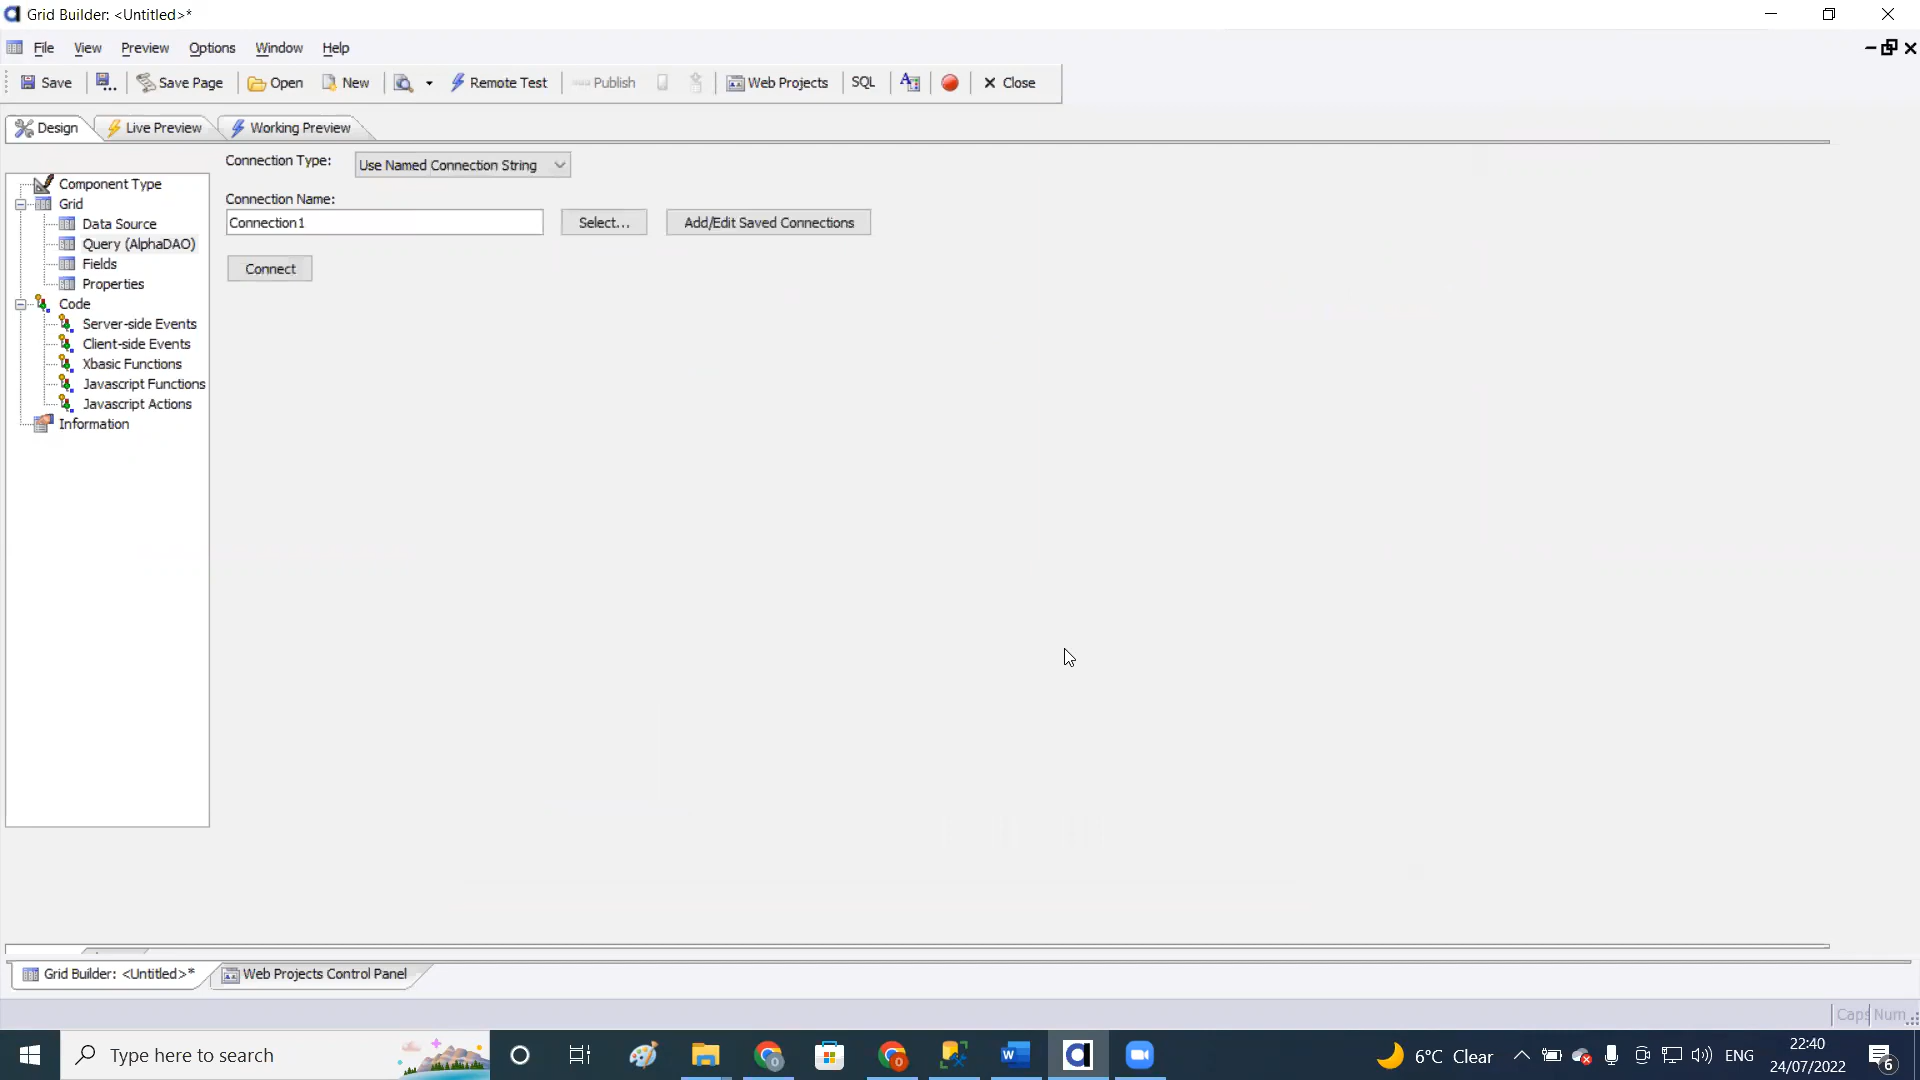 Grid Builder: <Untitled>*
File View Preview Options Window Help
Save Save Page Open New Remote Test Publish Web Projects SQL Close
Design Live Preview Working Preview
Connection Type: Use Named Connection String
Component Type
Grid
Data Source
Query (AlphaDAO)
Fields
Properties
Code
Server-side Events
Client-side Events
Xbasic Functions
Javascript Functions
Javascript Actions
Information
Connection Name:
Connection1 Select... Add/Edit Saved Connections
Connect
Grid Builder: <Untitled>* Web Projects Control Panel
Caps Num
Type here to search
6°C Clear ENG 22:40
24/07/2022 6